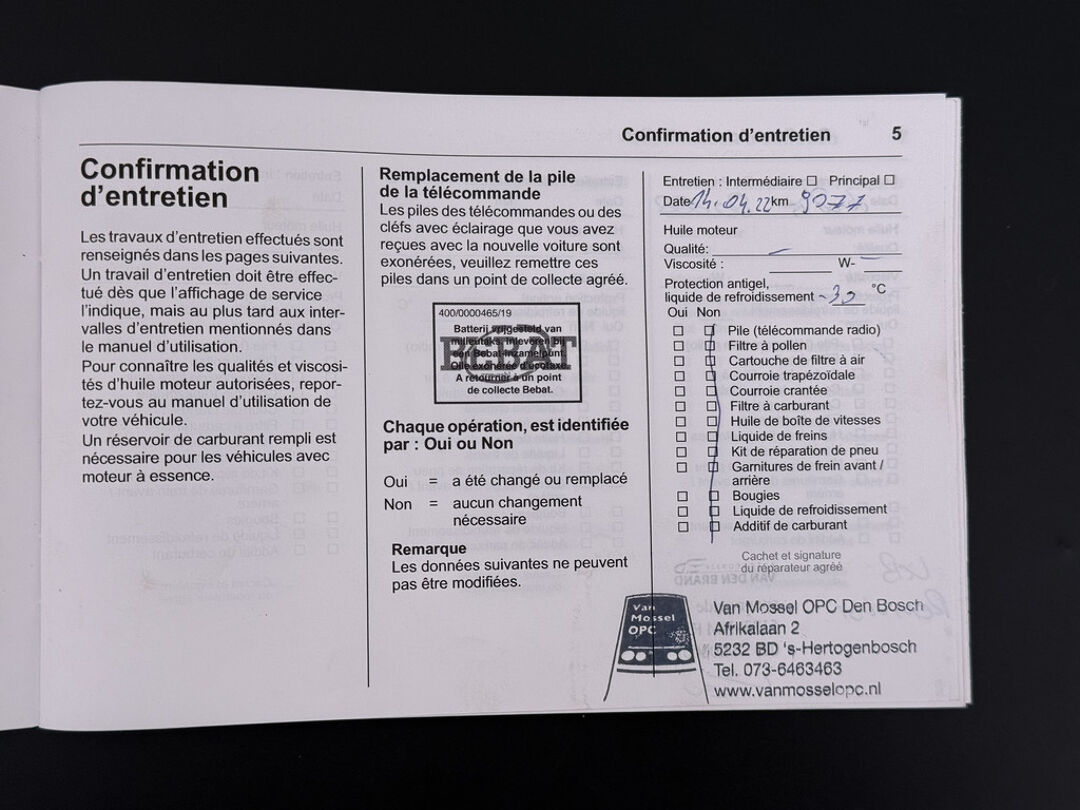 Confirmation d'entretien 5
Confirmation
d'entretien
Les travaux d'entretien effectués sont
renseignés dans les pages suivantes.
Un travail d'entretien doit être effec-
tué dès que l'affichage de service
l'indique, mais au plus tard aux inter-
valles d'entretien mentionnés dans
le manuel d'utilisation.
Pour connaître les qualités et viscosi-
tés d'huile moteur autorisées, repor-
tez-vous au manuel d'utilisation de
votre véhicule.
Un réservoir de carburant rempli est
nécessaire pour les véhicules avec
moteur à essence.
Remplacement de la pile
de la télécommande
Les piles des télécommandes ou des
cléfs avec éclairage que vous avez
reçues avec la nouvelle voiture sont
exonérées, veuillez remettre ces
piles dans un point de collecte agréé.
400/0000465/19
BEBAT
Batterij vrijgesteld van
milieutaks, inleveren bij
een Bebat-inzamelpunt.
Pile exonérée d'écotaxe
A retourner à un point
de collecte Bebat.
Chaque opération, est identifiée
par : Oui ou Non
Oui = a été changé ou remplacé
Non = aucun changement
nécessaire
Remarque
Les données suivantes ne peuvent
pas être modifiées.
Entretien : Intermédiaire ☐ Principal ☐
Date 14.04.22 km 9077
Huile moteur
Qualité: —
Viscosité : W- —
Protection antigel,
liquide de refroidissement -30 °C
Oui Non
☐ ☐ Pile (télécommande radio)
☐ ☐ Filtre à pollen
☐ ☐ Cartouche de filtre à air
☐ ☐ Courroie trapézoïdale
☐ ☐ Courroie crantée
☐ ☐ Filtre à carburant
☐ ☐ Huile de boîte de vitesses
☐ ☐ Liquide de freins
☐ ☐ Kit de réparation de pneu
☐ ☐ Garnitures de frein avant /
arrière
☐ ☐ Bougies
☐ ☐ Liquide de refroidissement
☐ ☐ Additif de carburant
Cachet et signature
du réparateur agréé
Van
Mossel
OPC
Van Mossel OPC Den Bosch
Afrikalaan 2
5232 BD 's-Hertogenbosch
Tel. 073-6463463
www.vanmosselopc.nl